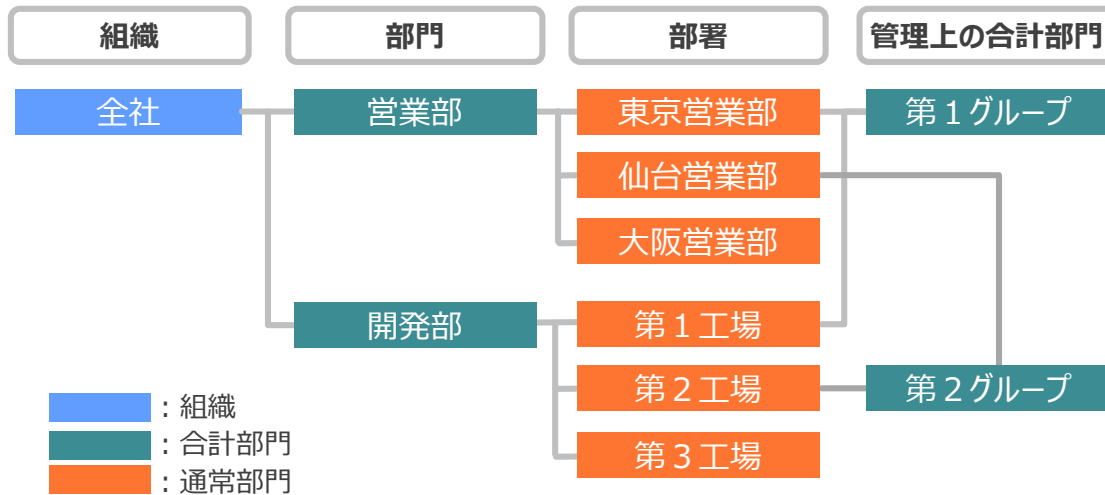 組織
部門
部署
管理上の合計部門
全社
営業部
東京営業部
第１グループ
仙台営業部
大阪営業部
開発部
第１工場
第２工場
第２グループ
第３工場
：組織
：合計部門
：通常部門